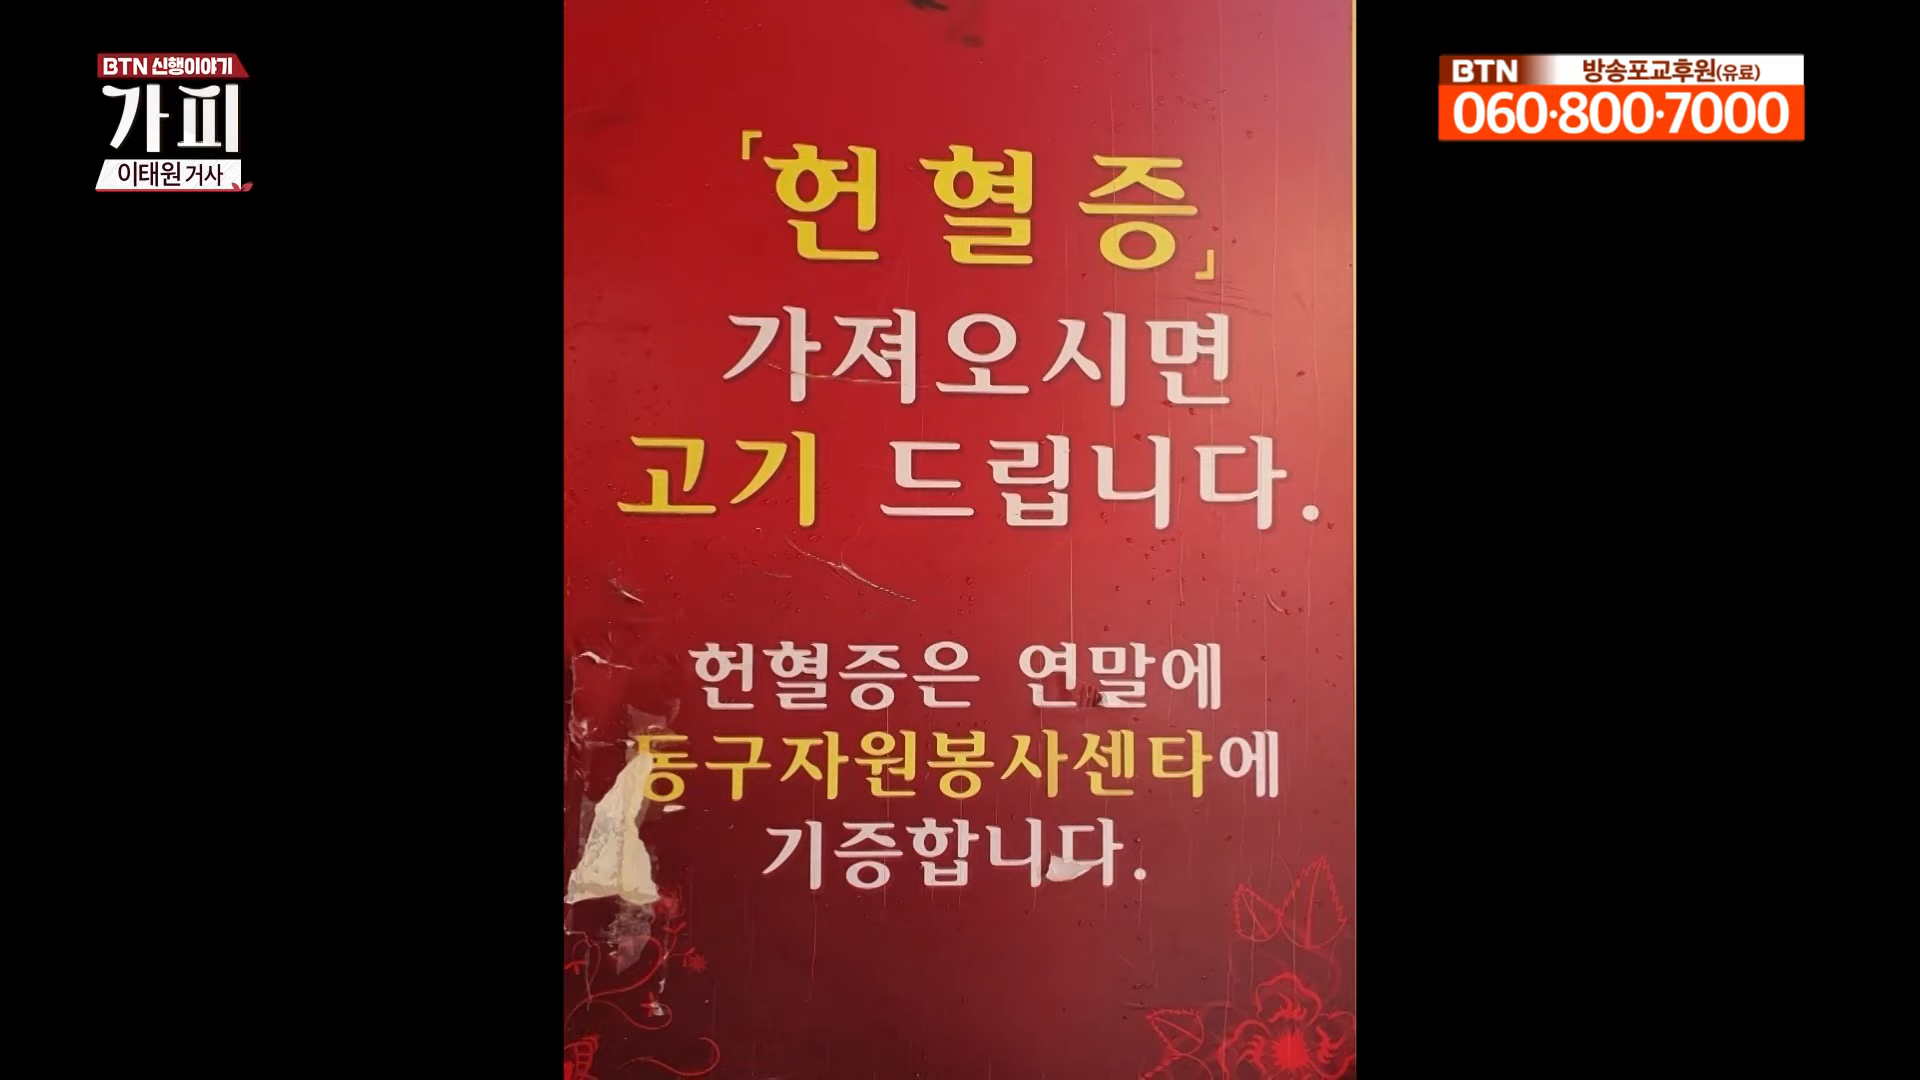 BTN 신행이야기
가피
이태원 거사
BTN 방송포교후원(유료)
060·800·7000
「헌혈증」
가져오시면
고기 드립니다.
헌혈증은 연말에
동구자원봉사센타에
기증합니다.